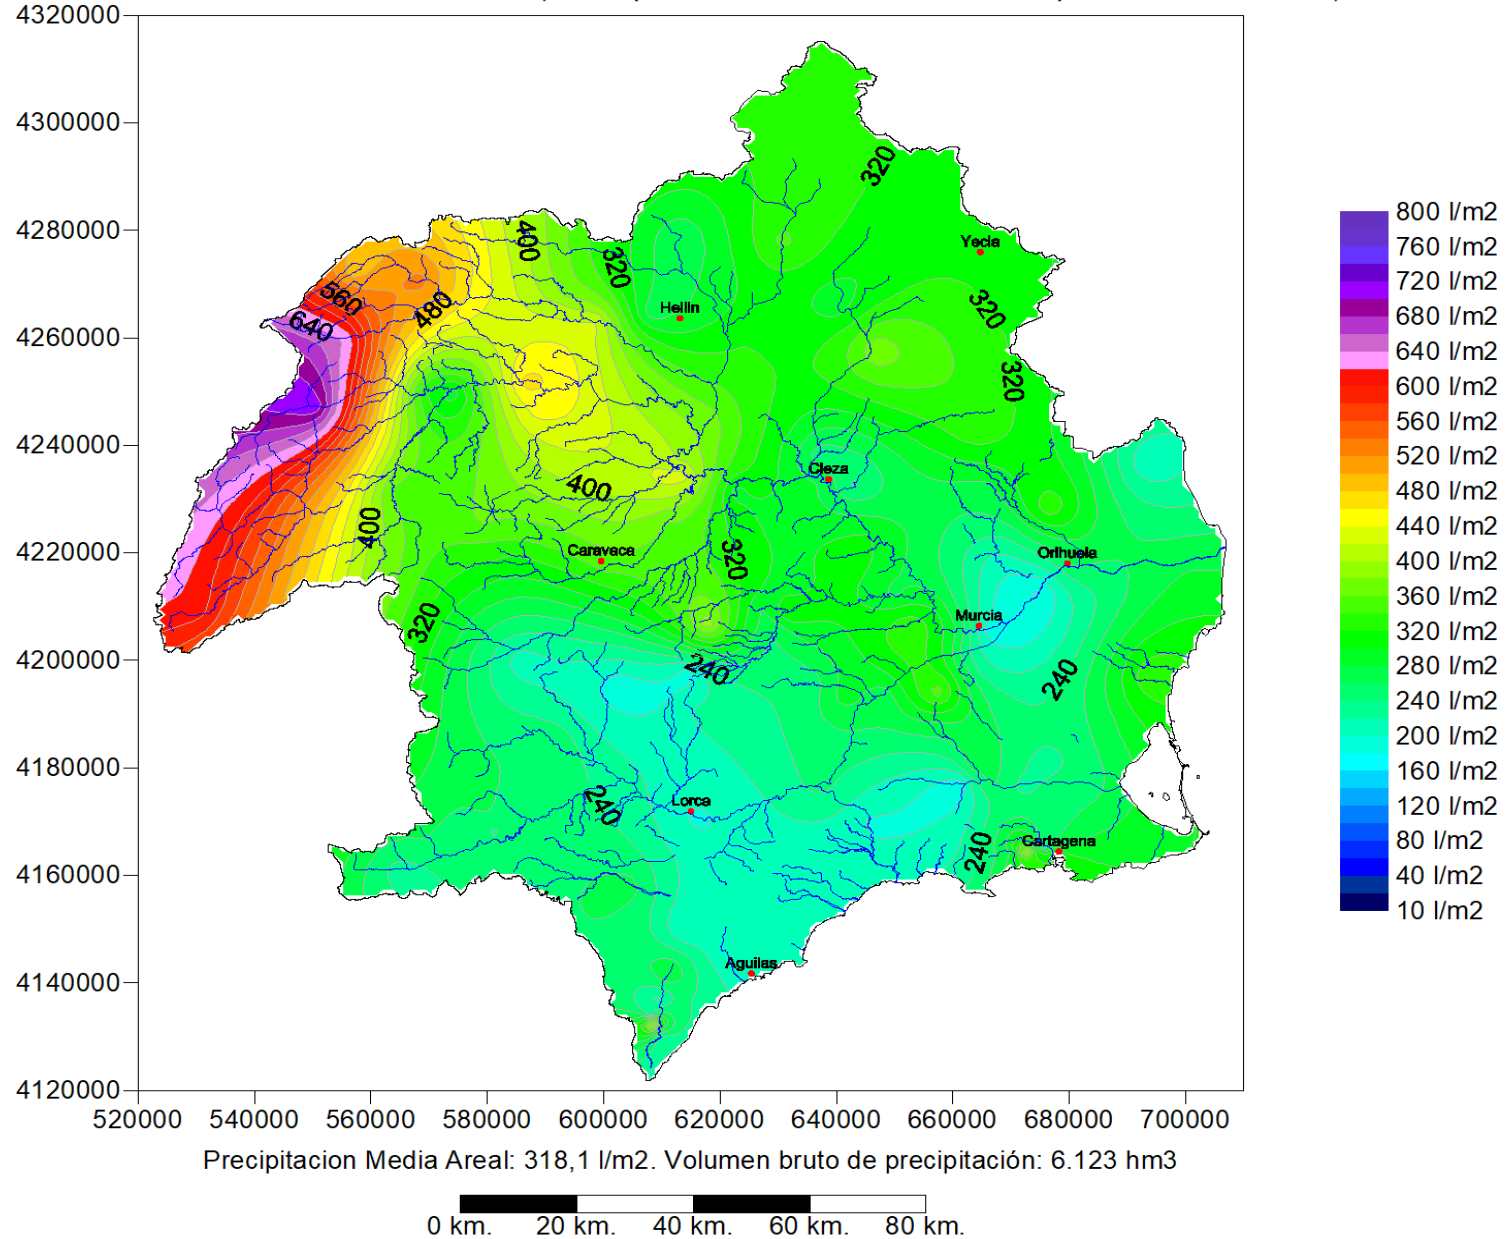 4320000
4300000
4280000
4260000
4240000
4220000
4200000
4180000
4160000
4140000
4120000
520000 540000 560000 580000 600000 620000 640000 660000 680000 700000
320
400
320
Yecla
560
480
320
Hellin
640
320
Cieza
400
400
320
Caravaca
Orihuela
320
Murcia
240
240
240
Lorca
240
Cartagena
Aguilas
800 l/m2
760 l/m2
720 l/m2
680 l/m2
640 l/m2
600 l/m2
560 l/m2
520 l/m2
480 l/m2
440 l/m2
400 l/m2
360 l/m2
320 l/m2
280 l/m2
240 l/m2
200 l/m2
160 l/m2
120 l/m2
80 l/m2
40 l/m2
10 l/m2
Precipitacion Media Areal: 318,1 l/m2. Volumen bruto de precipitación: 6.123 hm3
0 km. 20 km. 40 km. 60 km. 80 km.